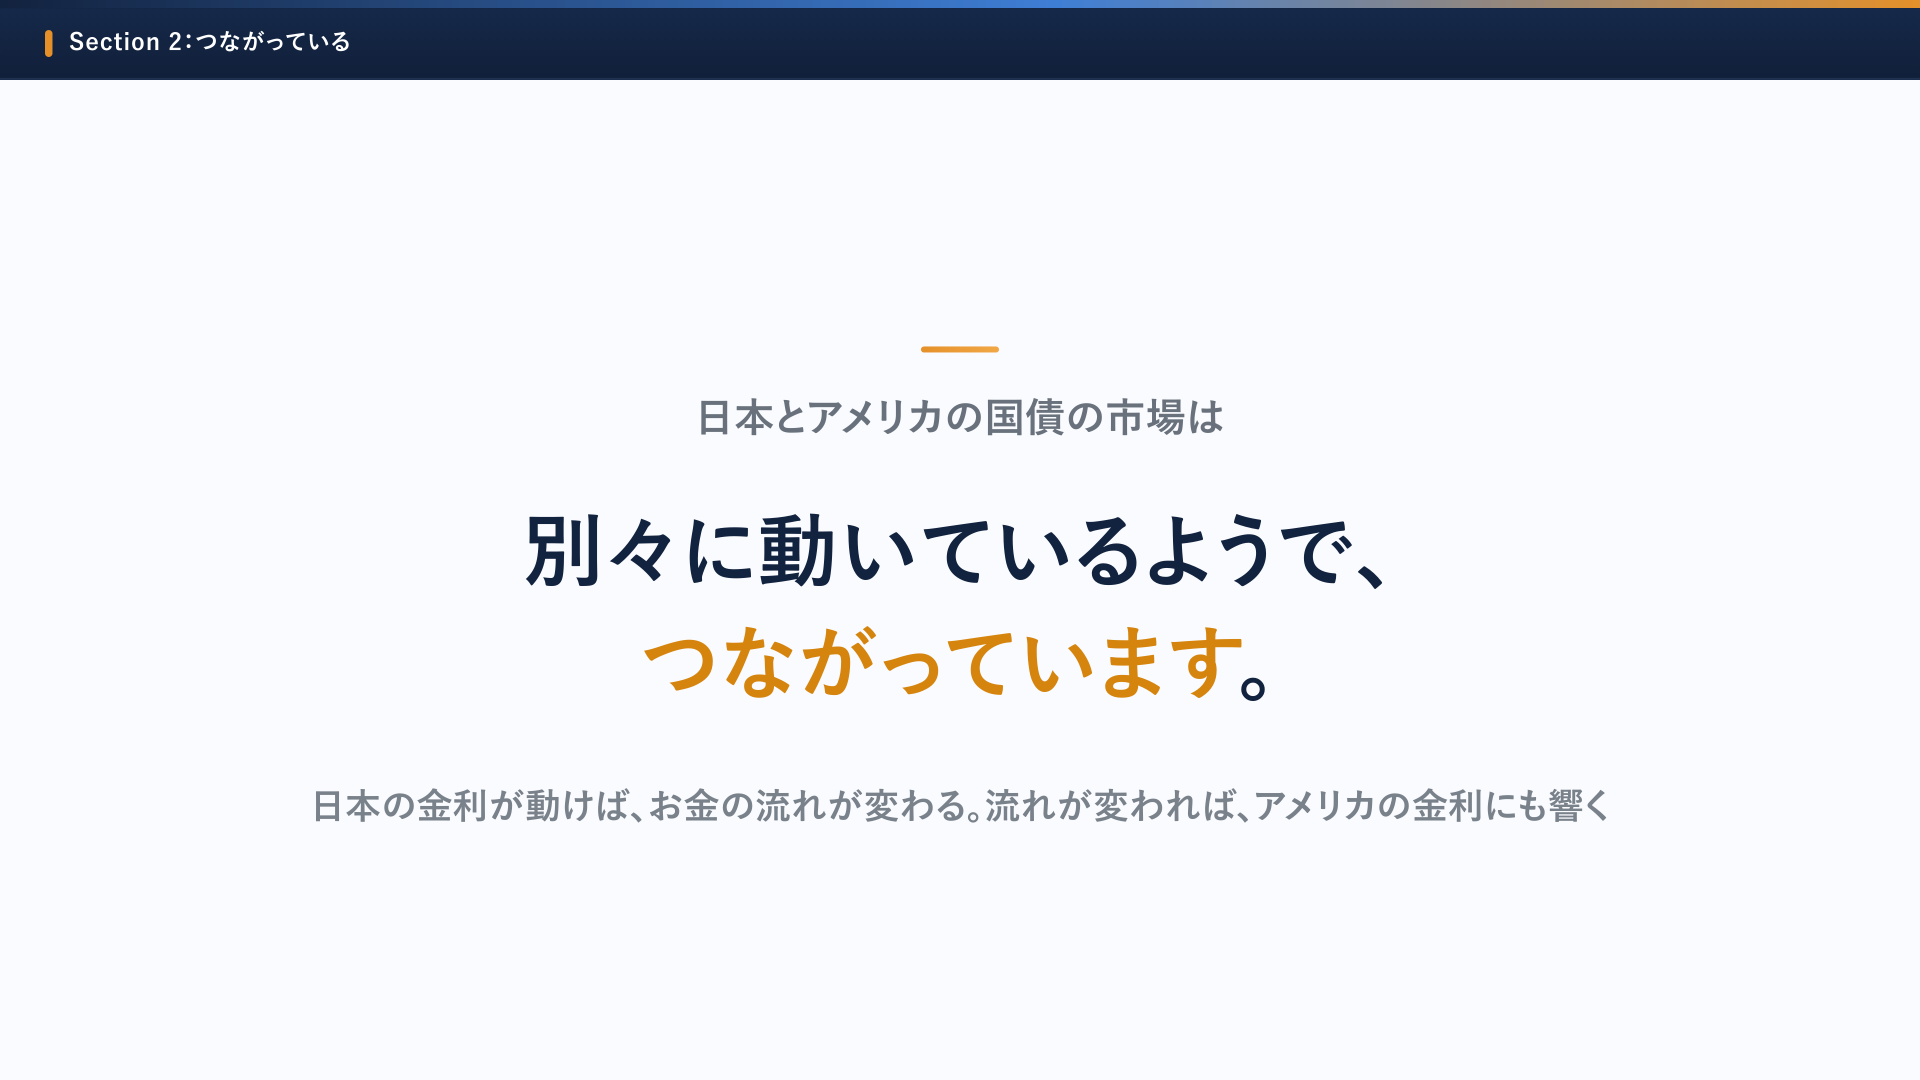 Section 2：つながっている
日本とアメリカの国債の市場は
別々に動いているようで、
つながっています。
日本の金利が動けば、お金の流れが変わる。流れが変われば、アメリカの金利にも響く